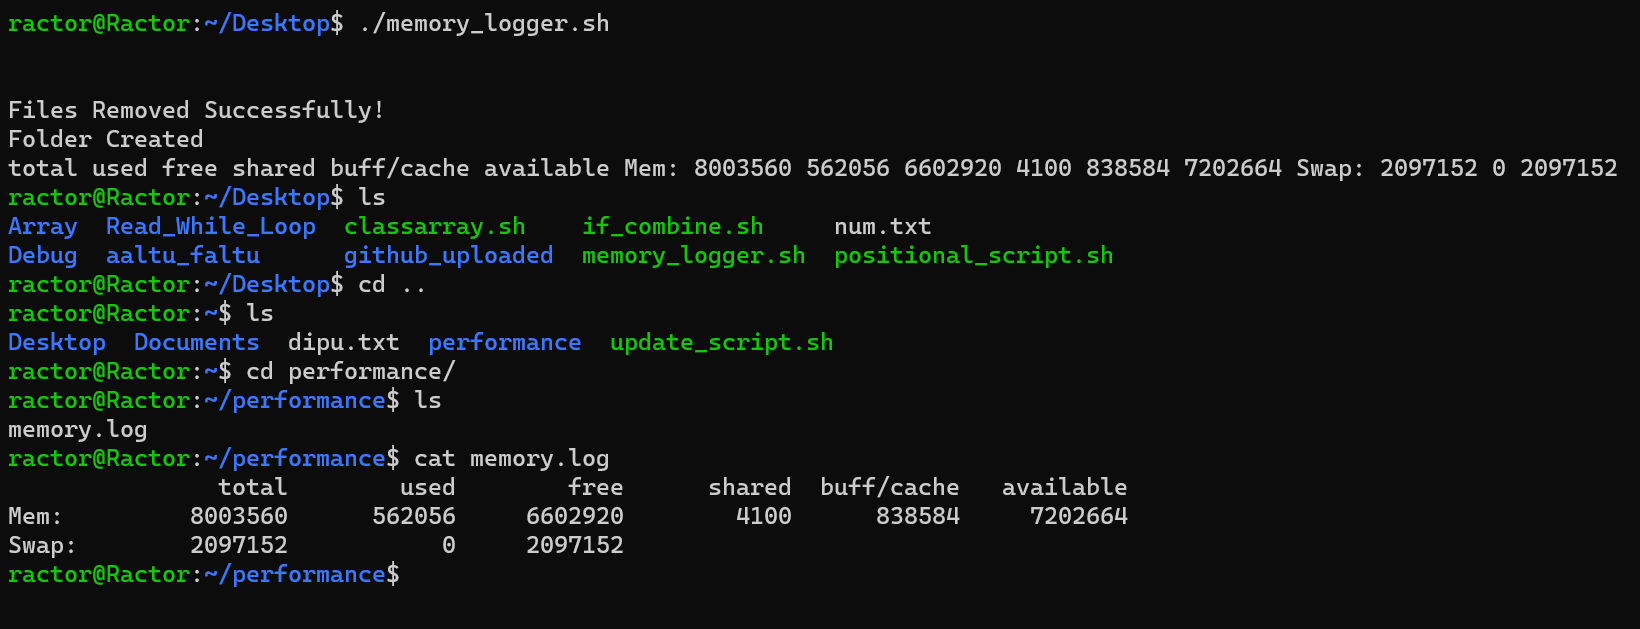 ractor@Ractor:~/Desktop$ ./memory_logger.sh
Files Removed Successfully!
Folder Created
total used free shared buff/cache available Mem: 8003560 562056 6602920 4100 838584 7202664 Swap: 2097152 0 2097152
ractor@Ractor:~/Desktop$ ls
Array  Read_While_Loop  classarray.sh    if_combine.sh     num.txt
Debug  aaltu_faltu      github_uploaded  memory_logger.sh  positional_script.sh
ractor@Ractor:~/Desktop$ cd ..
ractor@Ractor:~$ ls
Desktop  Documents  dipu.txt  performance  update_script.sh
ractor@Ractor:~$ cd performance/
ractor@Ractor:~/performance$ ls
memory.log
ractor@Ractor:~/performance$ cat memory.log
               total        used        free      shared  buff/cache   available
Mem:         8003560      562056     6602920        4100      838584     7202664
Swap:        2097152           0     2097152
ractor@Ractor:~/performance$